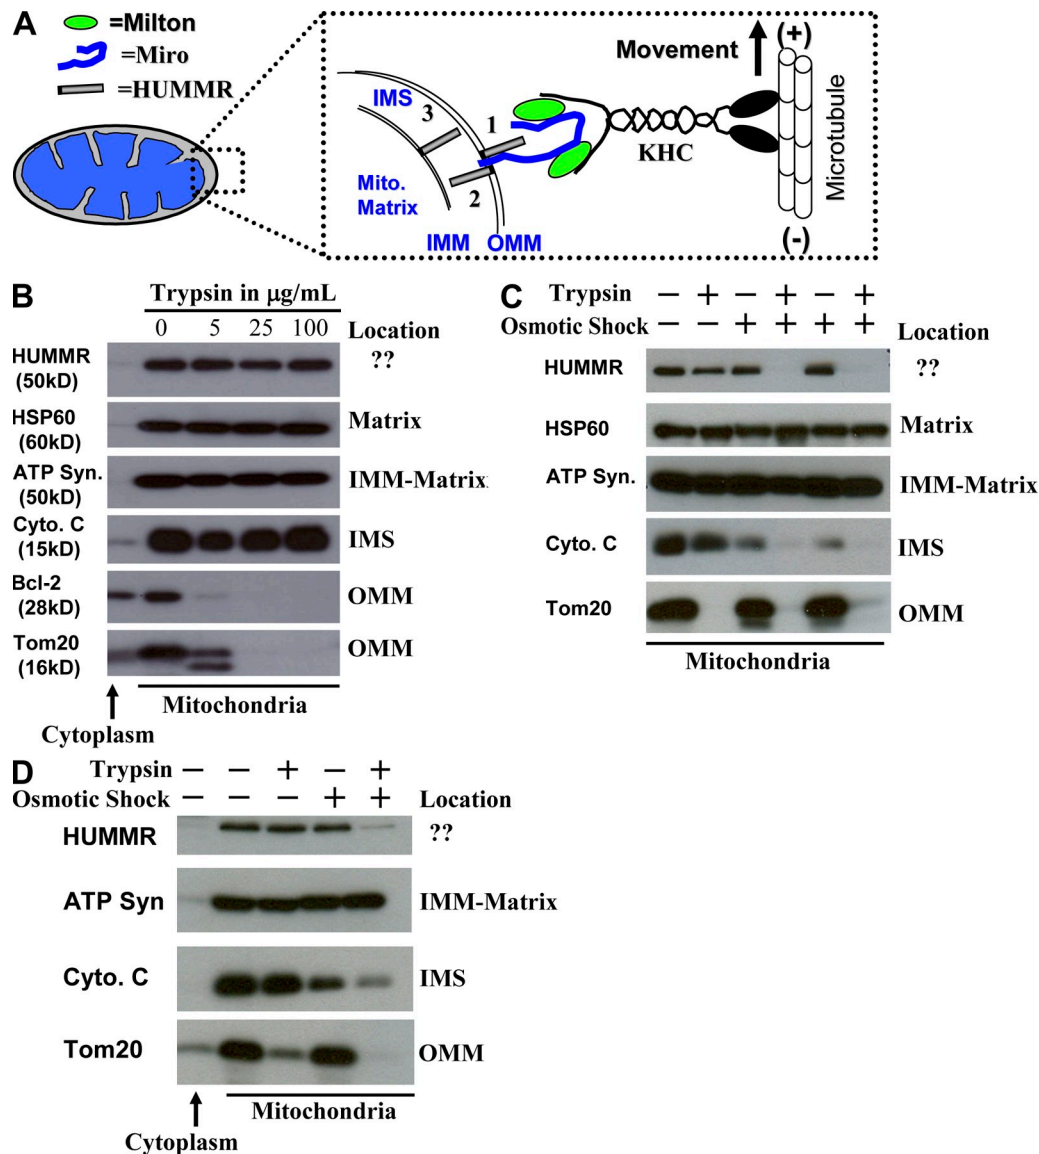 A
=Milton
=Miro
=HUMMR
IMS
3
1
2
Mito.
Matrix
IMM
OMM
KHC
Movement
(+)
(-)
Microtubule
B
Trypsin in µg/mL
0 5 25 100 Location
HUMMR
(50kD)
??
HSP60
(60kD)
Matrix
ATP Syn.
(50kD)
IMM-Matrix
Cyto. C
(15kD)
IMS
Bcl-2
(28kD)
OMM
Tom20
(16kD)
OMM
Mitochondria
Cytoplasm
C
Trypsin − + − + − +
Osmotic Shock − − + + + + Location
HUMMR ??
HSP60 Matrix
ATP Syn. IMM-Matrix
Cyto. C IMS
Tom20 OMM
Mitochondria
D
Trypsin − − + − +
Osmotic Shock − − − + + Location
HUMMR ??
ATP Syn IMM-Matrix
Cyto. C IMS
Tom20 OMM
Mitochondria
Cytoplasm